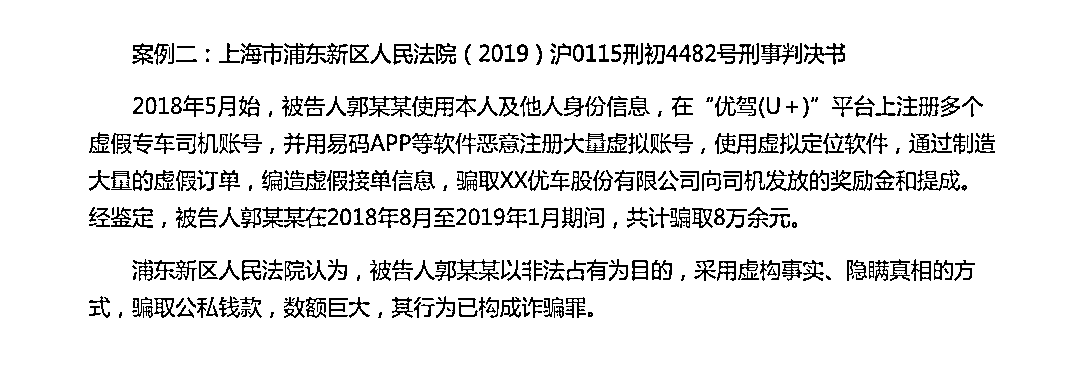 案例二：上海市浦东新区人民法院（2019）沪0115刑初4482号刑事判决书
2018年5月始，被告人郭某某使用本人及他人身份信息，在“优驾(U＋)”平台上注册多个
虚假专车司机账号，并用易码APP等软件恶意注册大量虚拟账号，使用虚拟定位软件，通过制造
大量的虚假订单，编造虚假接单信息，骗取XX优车股份有限公司向司机发放的奖励金和提成。
经鉴定，被告人郭某某在2018年8月至2019年1月期间，共计骗取8万余元。
浦东新区人民法院认为，被告人郭某某以非法占有为目的，采用虚构事实、隐瞒真相的方
式，骗取公私钱款，数额巨大，其行为已构成诈骗罪。